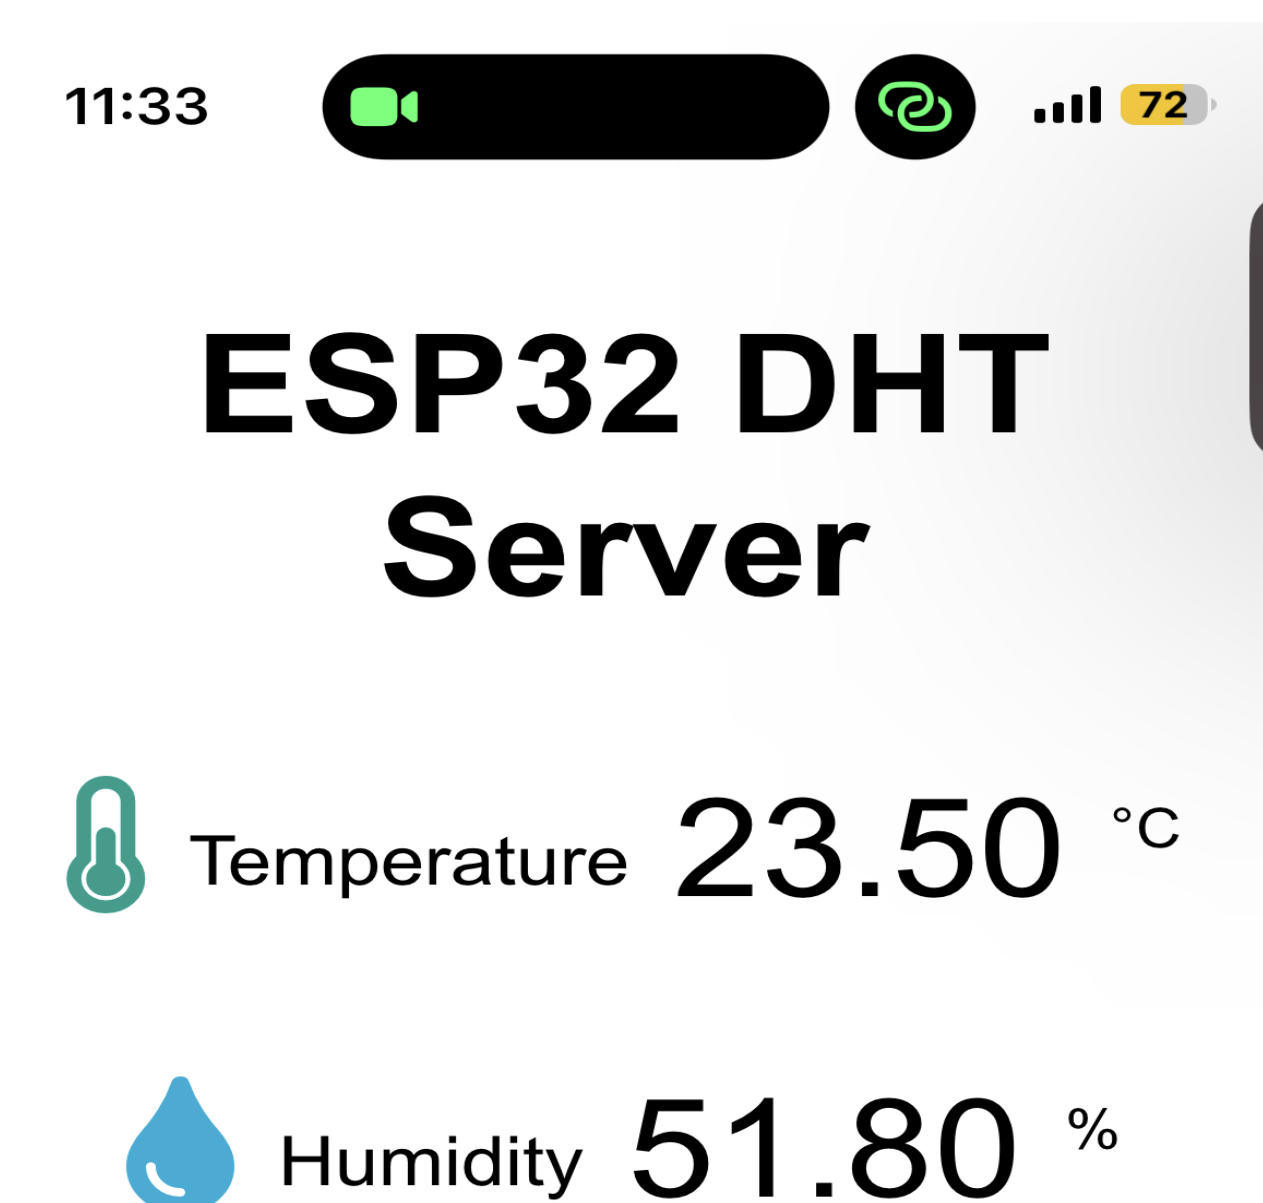 11:33 72
ESP32 DHT
Server
Temperature 23.50 °C
Humidity 51.80 %